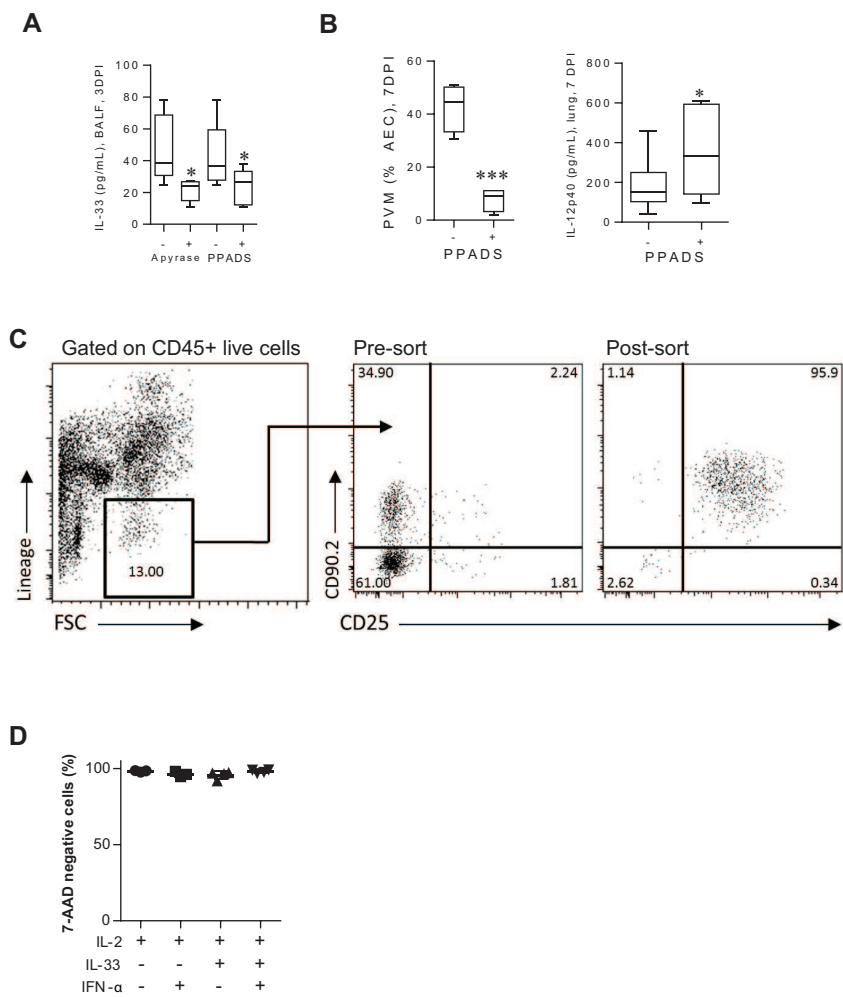 A
B
IL-33 (pg/mL), BALF, 3DPI
100
80
60
40
20
0
- + - +
Apyrase PPADS
*
*
PVM (% AEC), 7DPI
60
40
20
0
***
- +
PPADS
IL-12p40 (pg/mL), lung, 7 DPI
800
600
400
200
0
*
- +
PPADS
C
Gated on CD45+ live cells
Pre-sort
Post-sort
Lineage
13.00
FSC
CD90.2
34.90
2.24
61.00
1.81
1.14
95.9
2.62
0.34
CD25
D
7-AAD negative cells (%)
100
50
0
IL-2 + + + +
IL-33 - - + +
IFN-α - + - +